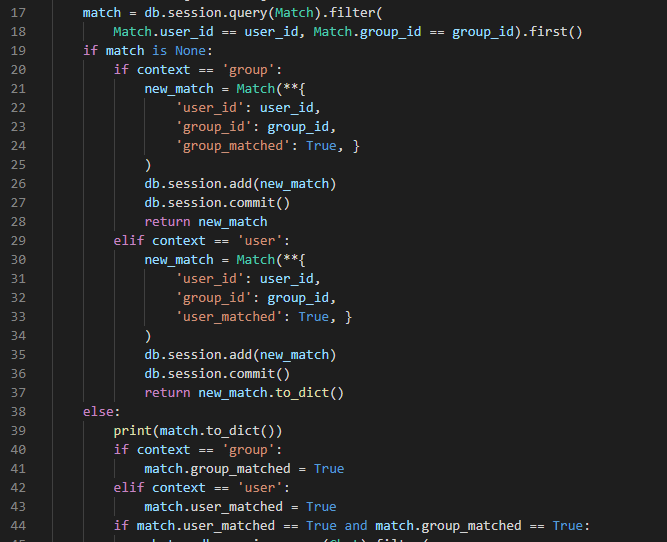 17 match = db.session.query(Match).filter(
18 Match.user_id == user_id, Match.group_id == group_id).first()
19 if match is None:
20 if context == 'group':
21 new_match = Match(**{
22 'user_id': user_id,
23 'group_id': group_id,
24 'group_matched': True, }
25 )
26 db.session.add(new_match)
27 db.session.commit()
28 return new_match
29 elif context == 'user':
30 new_match = Match(**{
31 'user_id': user_id,
32 'group_id': group_id,
33 'user_matched': True, }
34 )
35 db.session.add(new_match)
36 db.session.commit()
37 return new_match.to_dict()
38 else:
39 print(match.to_dict())
40 if context == 'group':
41 match.group_matched = True
42 elif context == 'user':
43 match.user_matched = True
44 if match.user_matched == True and match.group_matched == True: